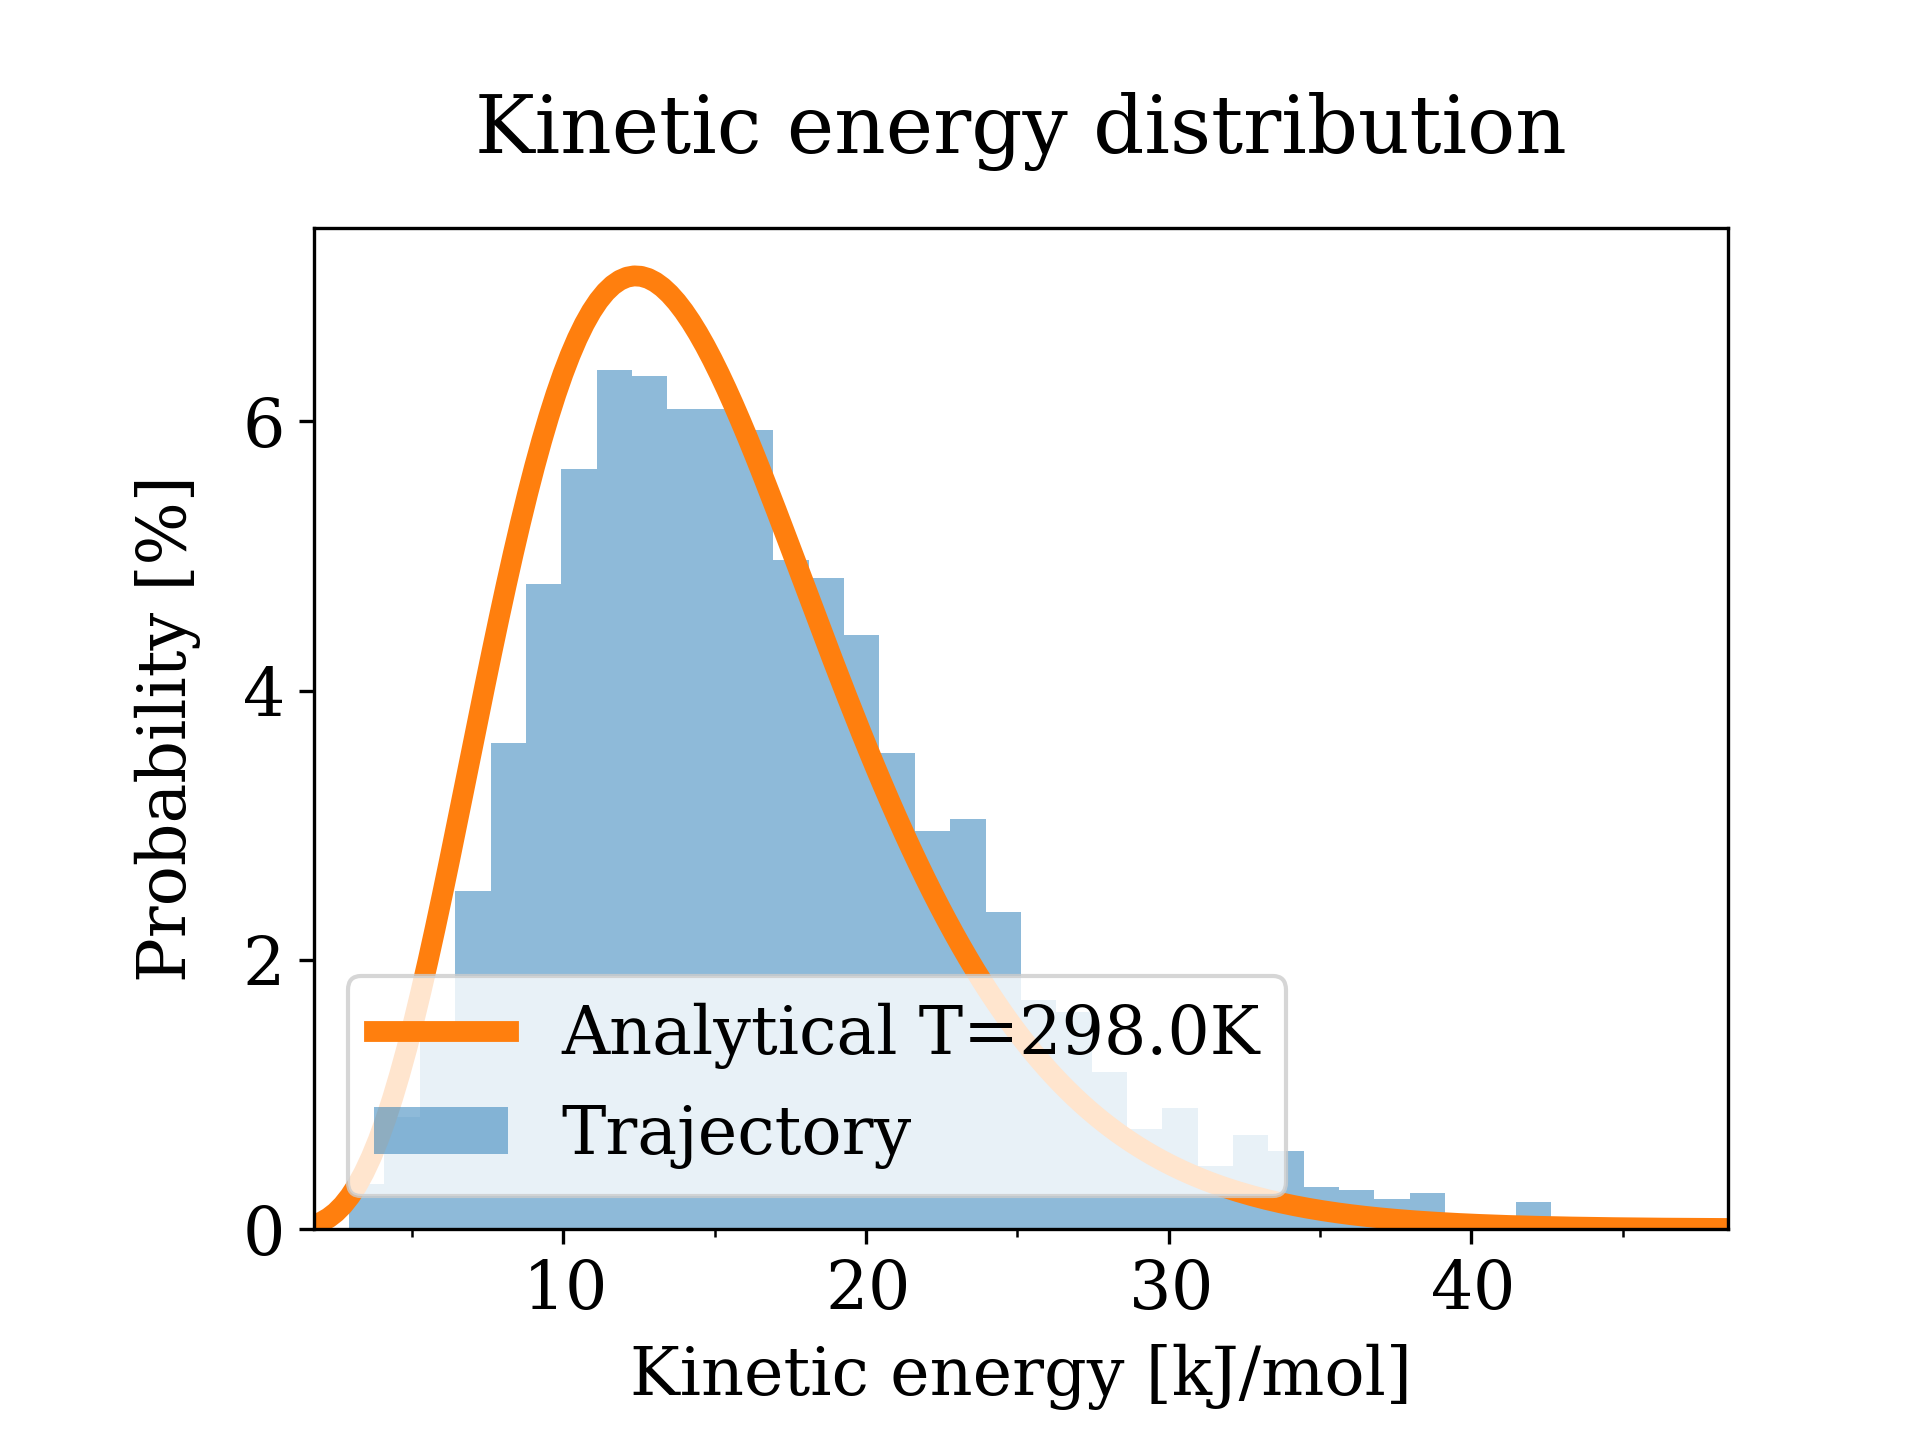 Kinetic energy distribution
Probability [%]
6
4
2
0
Analytical T=298.0K
Trajectory
10 20 30 40
Kinetic energy [kJ/mol]